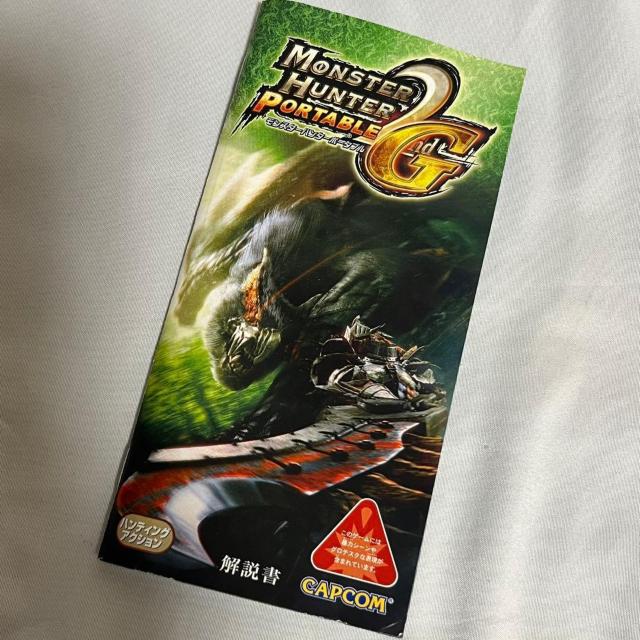 MONSTER
HUNTER
PORTABLE
2nd G
モンスターハンターポータブル
ハンティング
アクション
解説書
このゲームには
暴力シーンや
グロテスクな表現が
含まれています。
CAPCOM